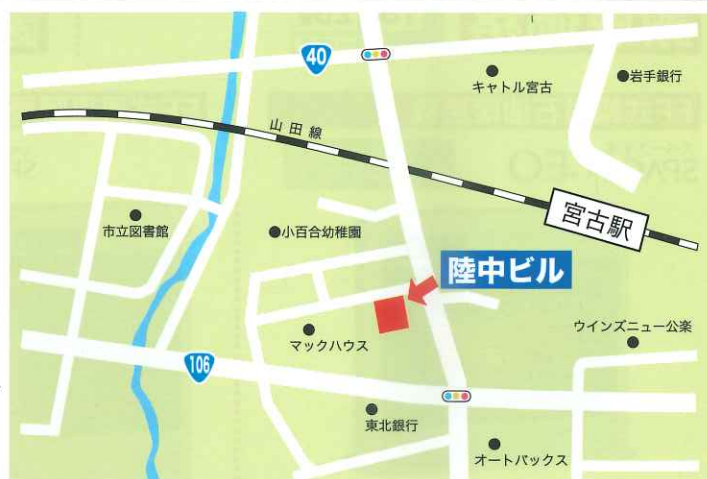 40
キャトル宮古
岩手銀行
山田線
宮古駅
市立図書館
小百合幼稚園
陸中ビル
ウインズニュー公楽
マックハウス
106
東北銀行
オートバックス